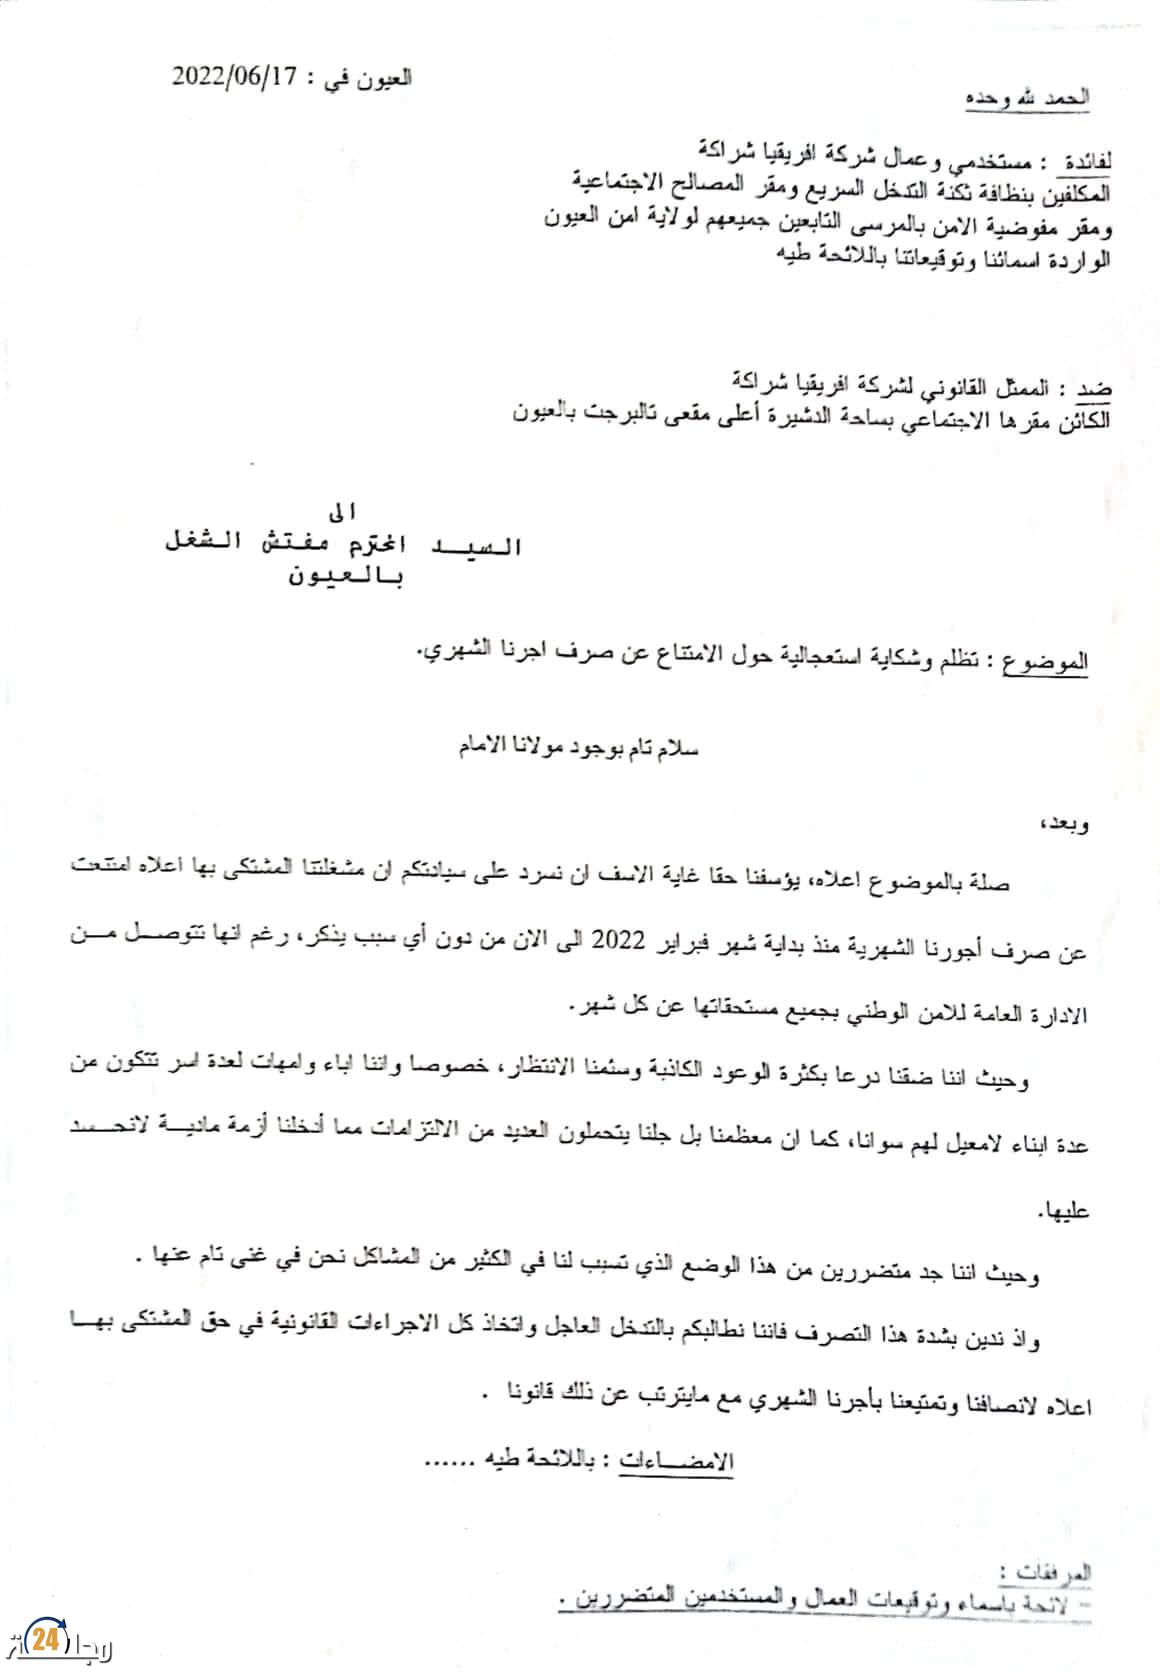 العيون في : 2022/06/17
الحمد لله وحده
لفائدة : مستخدمي وعمال شركة افريقيا شراكة
المكلفين بنظافة ثكنة التدخل السريع ومقر المصالح الاجتماعية
ومقر مفوضية الامن بالمرسى التابعين جميعهم لولاية امن العيون
الواردة اسمائنا وتوقيعاتنا باللائحة طيه
ضد : الممثل القانوني لشركة افريقيا شراكة
الكائن مقرها الاجتماعي بساحة الدشيرة أعلى مقهى تالبرجت بالعيون
الى
السيد المحترم مفتش الشغل
بالعيون
الموضوع : تظلم وشكاية استعجالية حول الامتناع عن صرف اجرنا الشهري.
سلام تام بوجود مولانا الامام
وبعد،
صلة بالموضوع اعلاه، يؤسفنا حقا غاية الاسف ان نسرد على سيادتكم ان مشغلتنا المشتكى بها اعلاه امتنعت
عن صرف أجورنا الشهرية منذ بداية شهر فبراير 2022 الى الان من دون أي سبب يذكر، رغم انها تتوصل من
الادارة العامة للامن الوطني بجميع مستحقاتها عن كل شهر.
وحيث اننا ضقنا درعا بكثرة الوعود الكاذبة وسئمنا الانتظار، خصوصا واننا اباء وامهات لعدة اسر تتكون من
عدة ابناء لامعيل لهم سوانا، كما ان معظمنا بل جلنا يتحملون العديد من الالتزامات مما أدخلنا أزمة مادية لانحسد
عليها.
وحيث اننا جد متضررين من هذا الوضع الذي تسبب لنا في الكثير من المشاكل نحن في غنى تام عنها .
واذ ندين بشدة هذا التصرف فاننا نطالبكم بالتدخل العاجل واتخاذ كل الاجراءات القانونية في حق المشتكى بها
اعلاه لانصافنا وتمتيعنا بأجرنا الشهري مع مايترتب عن ذلك قانونا .
الامضاءات : باللائحة طيه ......
المرفقات :
- لائحة باسماء وتوقيعات العمال والمستخدمين المتضررين .
وجا24ة